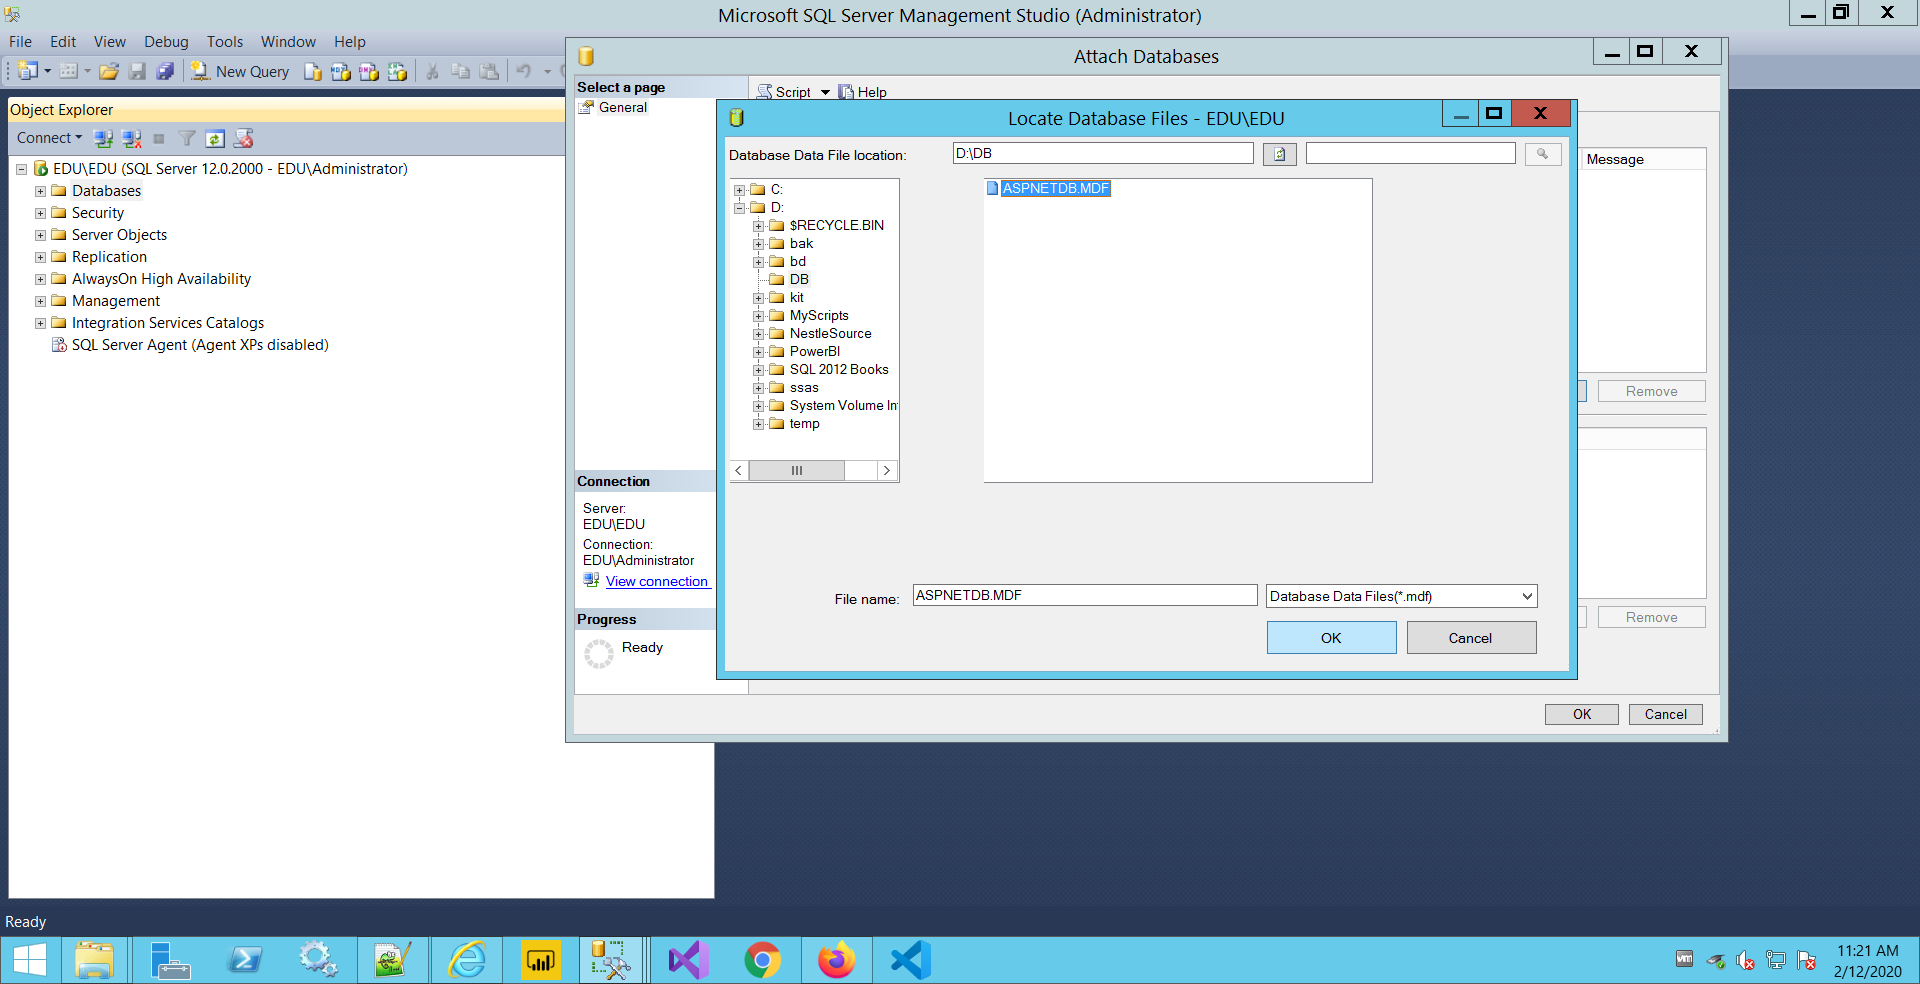 Microsoft SQL Server Management Studio (Administrator)
File Edit View Debug Tools Window Help
New Query
Object Explorer
Connect
EDU\EDU (SQL Server 12.0.2000 - EDU\Administrator)
Databases
Security
Server Objects
Replication
AlwaysOn High Availability
Management
Integration Services Catalogs
SQL Server Agent (Agent XPs disabled)
Attach Databases
Select a page
General
Script Help
Message
Remove
Remove
Connection
Server:
EDU\EDU
Connection:
EDU\Administrator
View connection
Progress
Ready
OK Cancel
Locate Database Files - EDU\EDU
Database Data File location: D:\DB
C:
D:
$RECYCLE.BIN
bak
bd
DB
kit
MyScripts
NestleSource
PowerBI
SQL 2012 Books
ssas
System Volume In
temp
ASPNETDB.MDF
File name: ASPNETDB.MDF Database Data Files(*.mdf)
OK Cancel
Ready
11:21 AM
2/12/2020